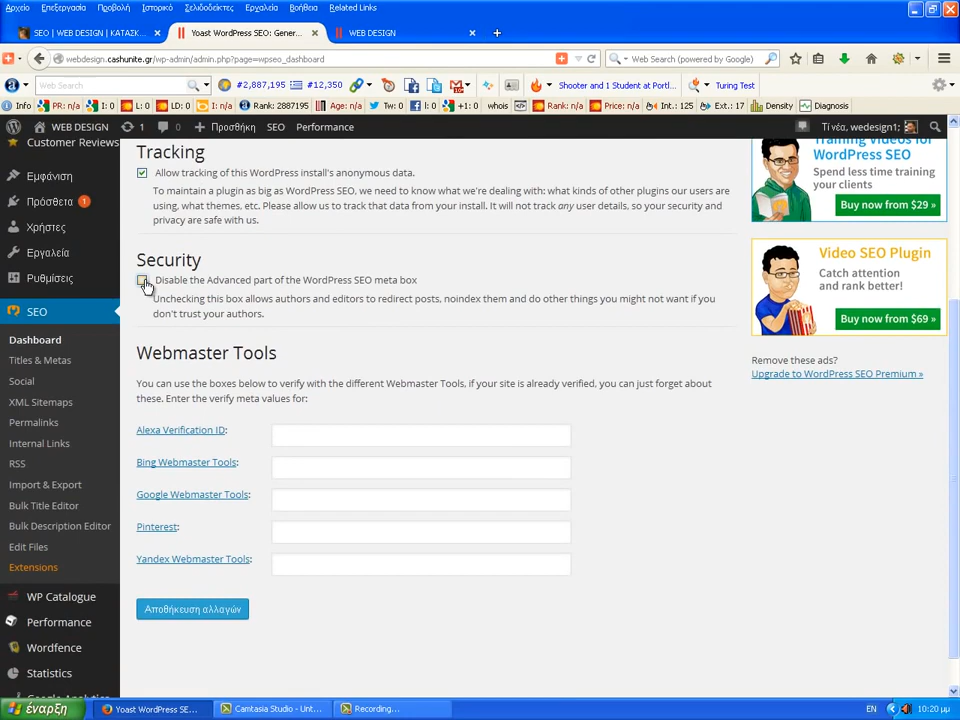 Αρχείο Επεξεργασία Προβολή Ιστορικό Σελιδοδείκτες Εργαλεία Βοήθεια Related Links
SEO | WEB DESIGN | ΚΑΤΑΣΚ... Yoast WordPress SEO: Gener... WEB DESIGN
webdesign.cashunite.gr/wp-admin/admin.php?page=wpseo_dashboard Web Search (powered by Google)
Web Search #2,887,195 #12,350 Shooter and 1 Student at Portl... Turing Test
Info PR: n/a I: 0 L: 0 LD: 0 I: n/a Rank: 2887195 Age: n/a Tw: 0 l: 0 +1: 0 whois Rank: n/a Price: n/a Int.: 125 Ext.: 17 Density Diagnosis
WEB DESIGN 1 0 Προσθήκη SEO Performance Τί νέα, wedesign1;
Customer Reviews
Εμφάνιση
Πρόσθετα 1
Χρήστες
Εργαλεία
Ρυθμίσεις
SEO
Dashboard
Titles & Metas
Social
XML Sitemaps
Permalinks
Internal Links
RSS
Import & Export
Bulk Title Editor
Bulk Description Editor
Edit Files
Extensions
WP Catalogue
Performance
Wordfence
Statistics
Google Analytics
Tracking
Allow tracking of this WordPress install's anonymous data.
To maintain a plugin as big as WordPress SEO, we need to know what we're dealing with: what kinds of other plugins our users are
using, what themes, etc. Please allow us to track that data from your install. It will not track any user details, so your security and
privacy are safe with us.
Security
Disable the Advanced part of the WordPress SEO meta box
Unchecking this box allows authors and editors to redirect posts, noindex them and do other things you might not want if you
don't trust your authors.
Webmaster Tools
You can use the boxes below to verify with the different Webmaster Tools, if your site is already verified, you can just forget about
these. Enter the verify meta values for:
Alexa Verification ID:
Bing Webmaster Tools:
Google Webmaster Tools:
Pinterest:
Yandex Webmaster Tools:
Αποθήκευση αλλαγών
Training Videos for
WordPress SEO
Spend less time training
your clients
Buy now from $29 »
Video SEO Plugin
Catch attention
and rank better!
Buy now from $69 »
Remove these ads?
Upgrade to WordPress SEO Premium »
έναρξη Yoast WordPress SE... Camtasia Studio - Unt... Recording... EN 10:20 μμ